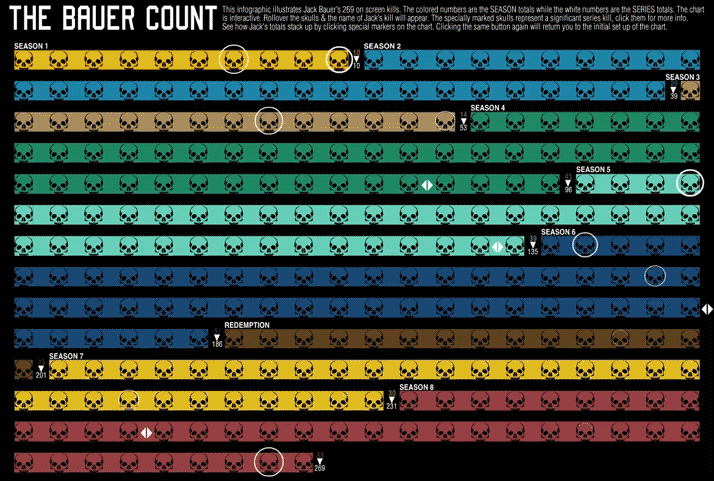 THE BAUER COUNT
This infographic illustrates Jack Bauer's 269 on screen kills. The colored numbers are the SEASON totals while the white numbers are the SERIES totals. The chart
is interactive. Rollover the skulls & the name of Jack's kill will appear. The specially marked skulls represent a significant series kill, click them for more info.
See how Jack's totals stack up by clicking special markers on the chart. Clicking the same button again will return you to the initial set up of the chart.
SEASON 1
SEASON 2
10
SEASON 3
39
SEASON 4
53
SEASON 5
96
SEASON 6
135
REDEMPTION
186
SEASON 7
201
SEASON 8
231
269